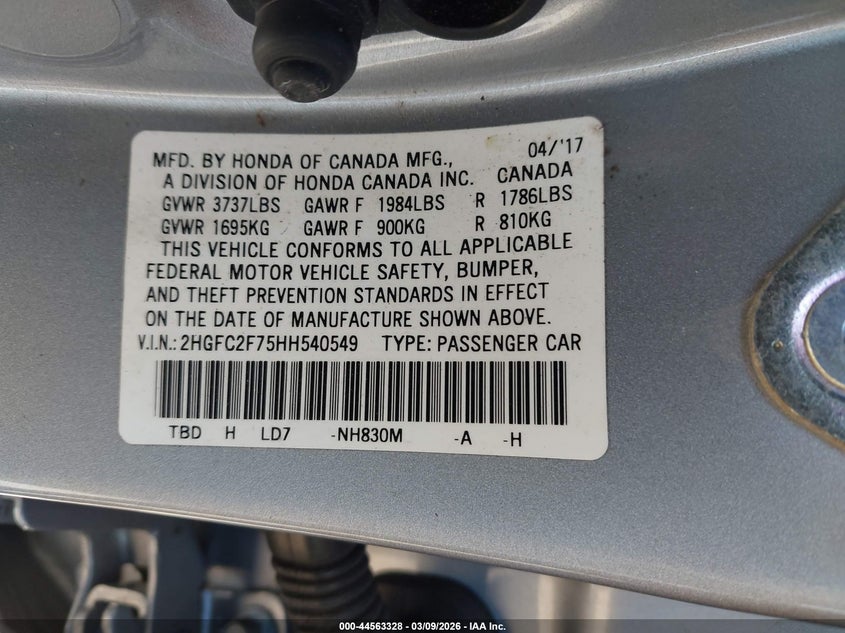 MFD. BY HONDA OF CANADA MFG., 04/'17
A DIVISION OF HONDA CANADA INC. CANADA
GVWR 3737LBS GAWR F 1984LBS R 1786LBS
GVWR 1695KG GAWR F 900KG R 810KG
THIS VEHICLE CONFORMS TO ALL APPLICABLE
FEDERAL MOTOR VEHICLE SAFETY, BUMPER,
AND THEFT PREVENTION STANDARDS IN EFFECT
ON THE DATE OF MANUFACTURE SHOWN ABOVE.
V.I.N.: 2HGFC2F75HH540549 TYPE: PASSENGER CAR
TBD H LD7 -NH830M -A -H
000-44563328 - 03/09/2026 - IAA Inc.